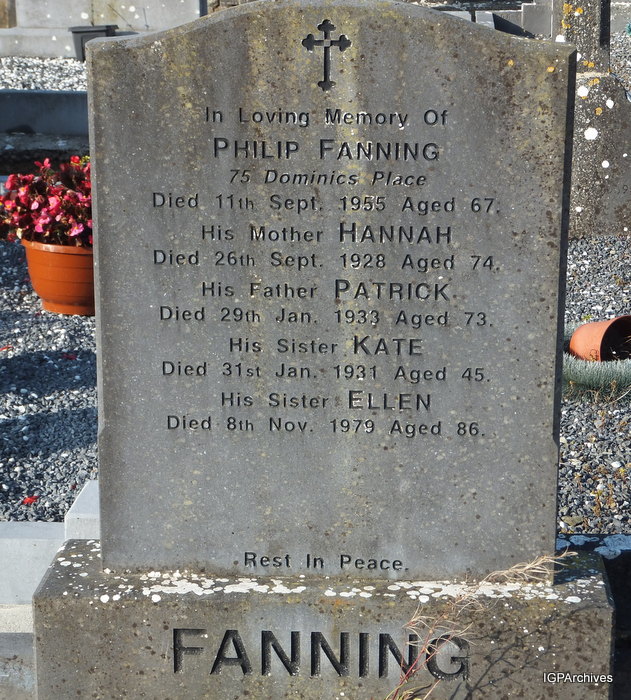 In Loving Memory Of
PHILIP FANNING
75 Dominics Place
Died 11th Sept. 1955 Aged 67.
His Mother HANNAH
Died 26th Sept. 1928 Aged 74.
His Father PATRICK
Died 29th Jan. 1933 Aged 73.
His Sister KATE
Died 31st Jan. 1931 Aged 45.
His Sister ELLEN
Died 8th Nov. 1979 Aged 86.
Rest In Peace.
FANNING
IGPArchives